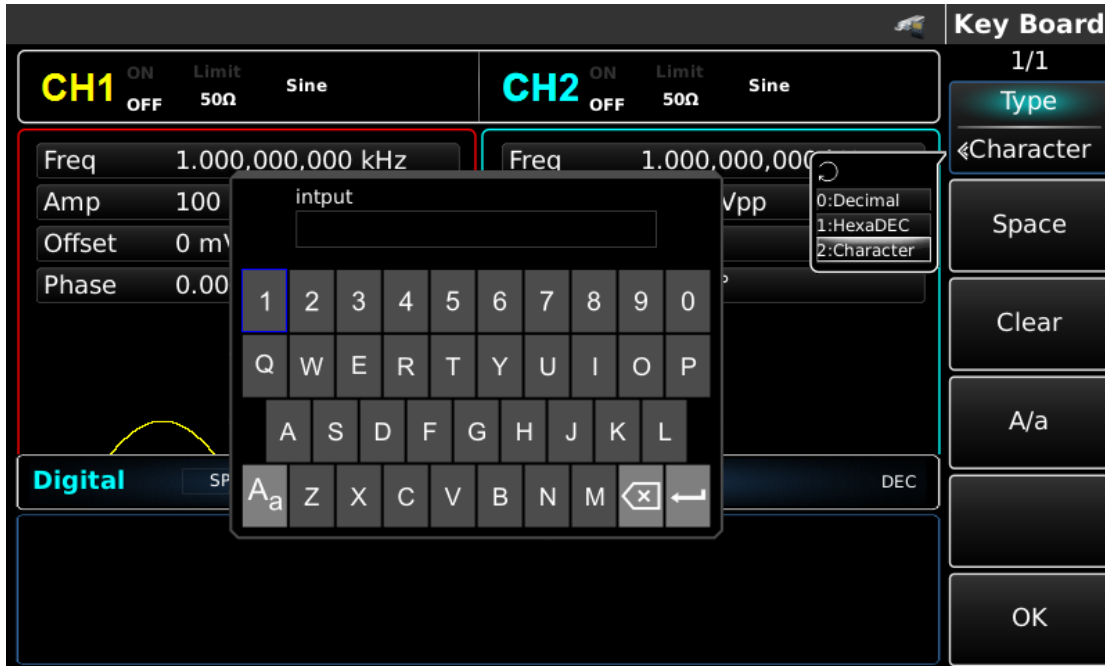 Key Board
1/1
CH1 ON OFF Limit 50Ω Sine
CH2 ON OFF Limit 50Ω Sine
Type
«Character
Freq 1.000,000,000 kHz
Freq 1.000,000,000
Amp 100
Vpp
Offset 0
Phase 0.00
°
0:Decimal
1:HexaDEC
2:Character
intput
1 2 3 4 5 6 7 8 9 0
Q W E R T Y U I O P
A S D F G H J K L
Aa Z X C V B N M
Digital SP
DEC
Space
Clear
A/a
OK